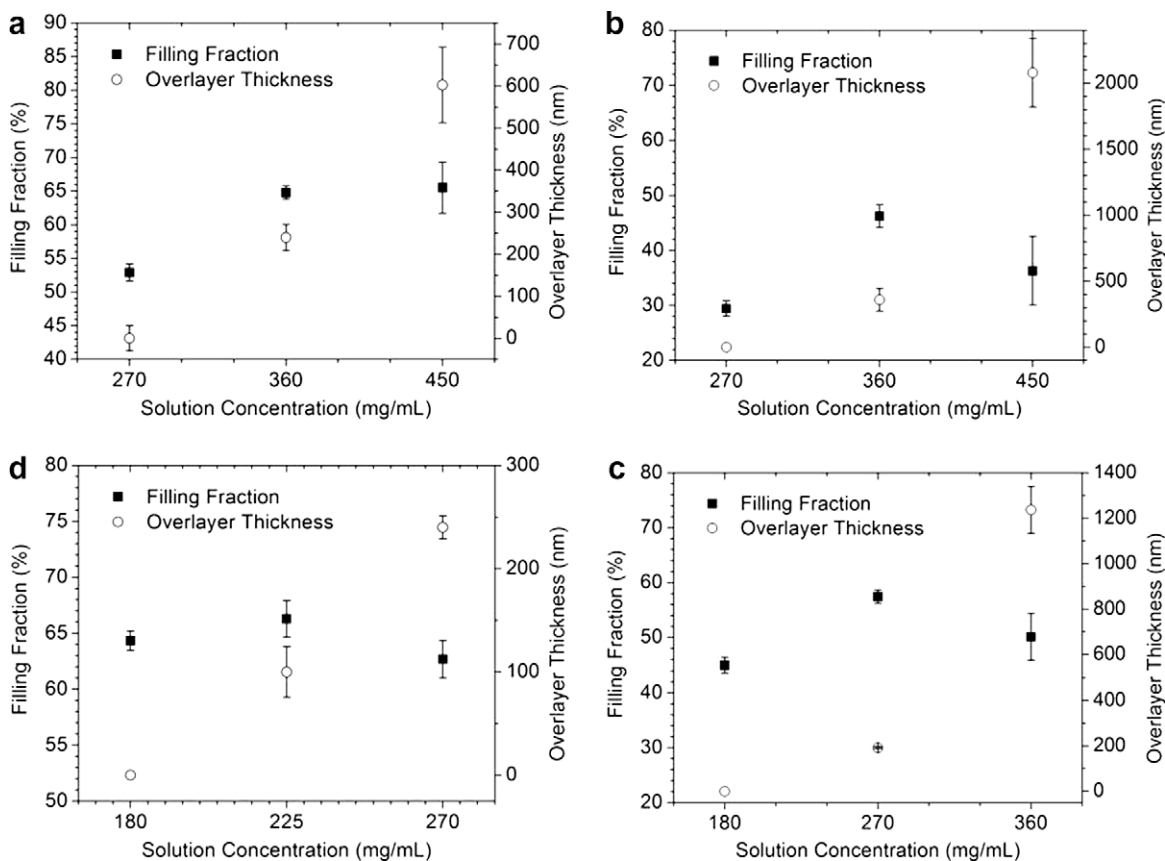 a
Filling Fraction
Overlayer Thickness
90
85
80
75
70
65
60
55
50
45
40
Filling Fraction (%)
700
600
500
400
300
200
100
0
Overlayer Thickness (nm)
270 360 450
Solution Concentration (mg/mL)
b
Filling Fraction
Overlayer Thickness
80
70
60
50
40
30
20
Filling Fraction (%)
2000
1500
1000
500
0
Overlayer Thickness (nm)
270 360 450
Solution Concentration (mg/mL)
d
Filling Fraction
Overlayer Thickness
80
75
70
65
60
55
50
Filling Fraction (%)
300
200
100
0
Overlayer Thickness (nm)
180 225 270
Solution Concentration (mg/mL)
c
Filling Fraction
Overlayer Thickness
80
70
60
50
40
30
20
Filling Fraction (%)
1400
1200
1000
800
600
400
200
0
Overlayer Thickness (nm)
180 270 360
Solution Concentration (mg/mL)